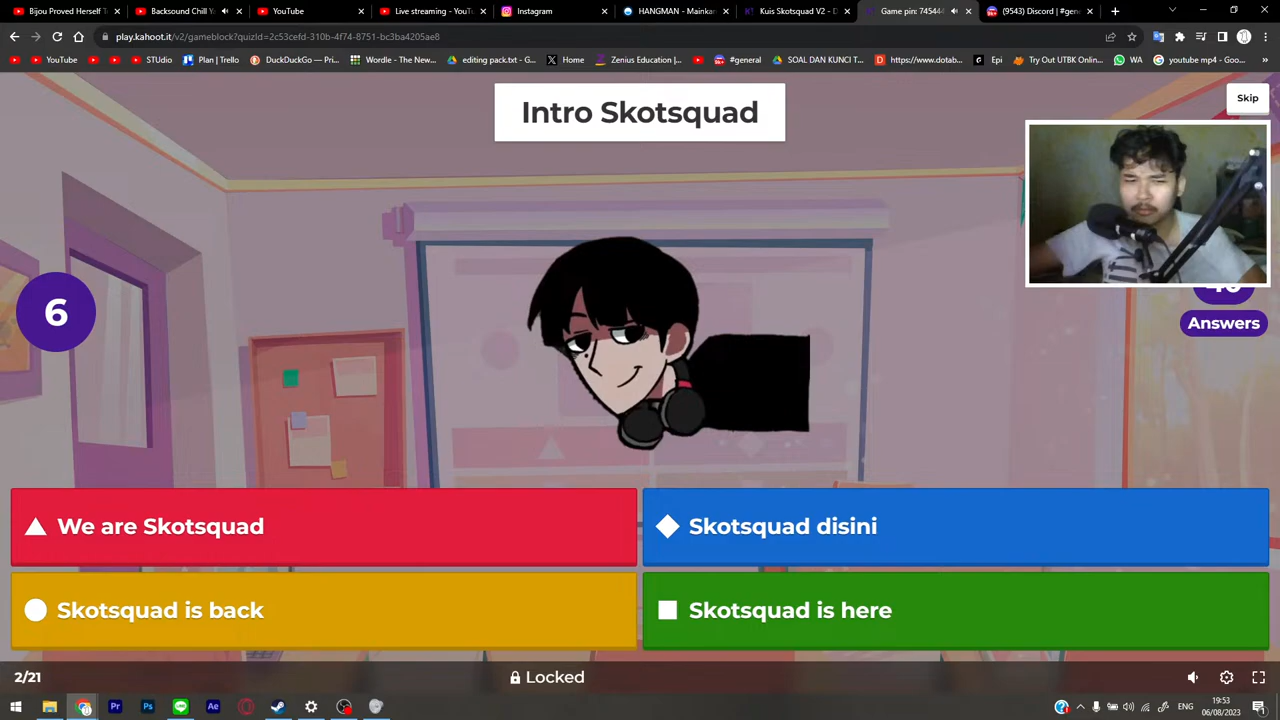 Bijou Proved Herself T
Backsound Chill Y
YouTube
Live streaming - YouT
Instagram
HANGMAN - Mainka
Kuis Skotsquad V2 - D
Game pin: 74544
(9543) Discord | #gene
play.kahoot.it/v2/gameblock?quizId=2c53cefd-310b-4f74-8751-bc3ba4205ae8
YouTube
STUdio
Plan | Trello
DuckDuckGo — Pri...
Wordle - The New...
editing pack.txt - G...
Home
Zenius Education |...
#general
SOAL DAN KUNCI T...
https://www.dotab...
Epi
Try Out UTBK Onlin...
WA
youtube mp4 - Goo...
Intro Skotsquad
Skip
6
Answers
We are Skotsquad
Skotsquad disini
Skotsquad is back
Skotsquad is here
2/21
Locked
ENG
19:53
06/08/2023